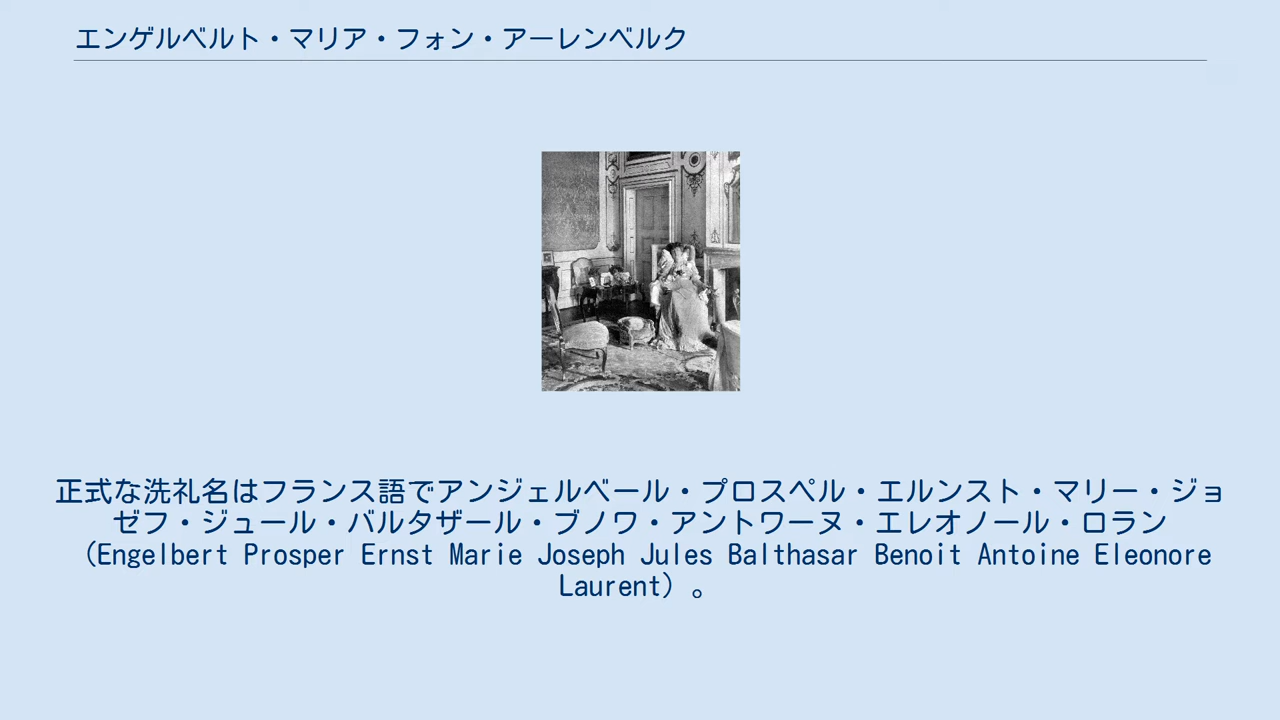 エンゲルベルト・マリア・フォン・アーレンベルク
正式な洗礼名はフランス語でアンジェルベール・プロスペル・エルンスト・マリー・ジョ
ゼフ・ジュール・バルタザール・ブノワ・アントワーヌ・エレオノール・ロラン
（Engelbert Prosper Ernst Marie Joseph Jules Balthasar Benoit Antoine Eleonore
Laurent）。